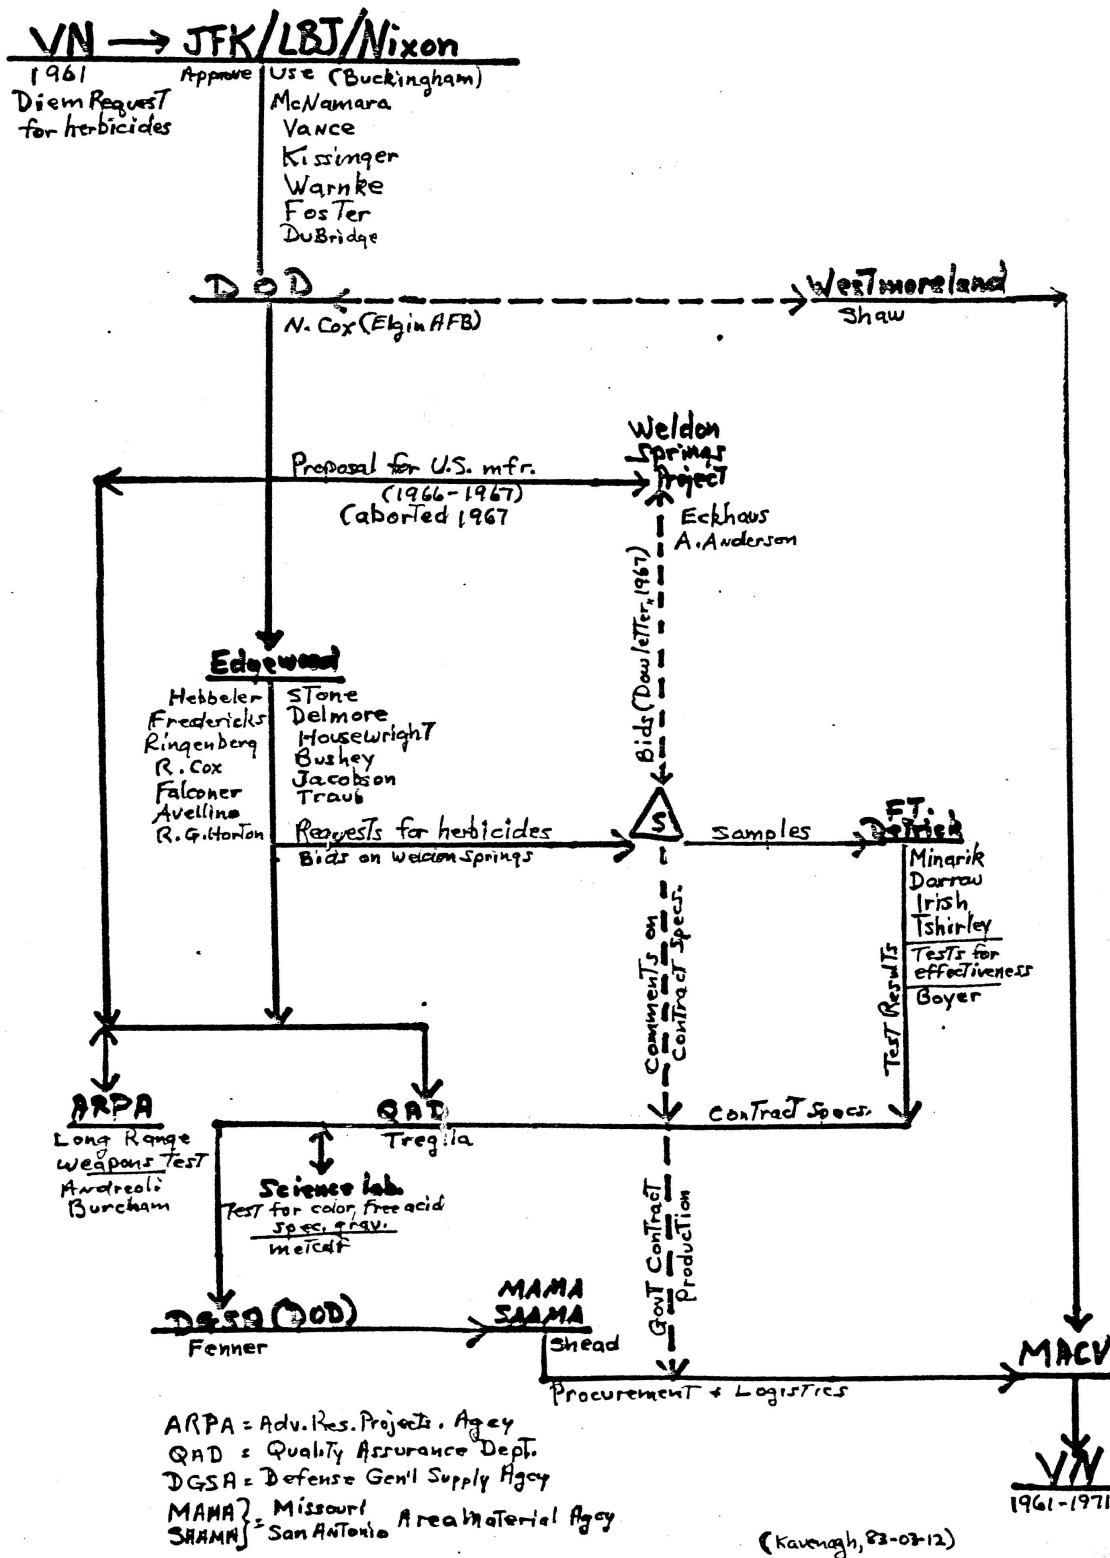 VN → JFK/LBJ/Nixon
1961
Diem Request
for herbicides
Approve Use (Buckingham)
McNamara
Vance
Kissinger
Warnke
Foster
DuBridge
DOD
N. Cox (Elgin AFB)
Westmoreland
Shaw
Weldon
Springs
Project
Eckhaus
A. Anderson
Proposal for U.S. mfr.
(1966-1967)
(aborted 1967
Bids (Dow letter, 1967)
Edgewood
Hebbeler
Fredericks
Ringenberg
R. Cox
Falconer
Avelline
R.G. Horton
Stone
Delmore
Housewright
Bushey
Jacobson
Traub
Requests for herbicides
Bids on Weldon Springs
S
Samples
FT.
Detrick
Minarik
Darrow
Irish
Tshirley
Tests for
effectiveness
Boyer
Test Results
Comments on
Contract Specs.
Contract Specs.
ARPA
Long Range
Weapons Test
Andreoli
Burcham
QAD
Treglia
Science lab.
Test for color, free acid
spec. grav.
Metcalf
Govt Contract
Production
DGSA (DOD)
Fenner
MAMA
SAAMA
Shead
Procurement + Logistics
MACV
VN
1961-1971
ARPA = Adv. Res. Projects. Agcy
QAD = Quality Assurance Dept.
DGSA = Defense Gen'l Supply Agcy
MAMA } = Missouri
SAAMA } San Antonio Area Material Agcy
(Kavenagh, 83-03-12)